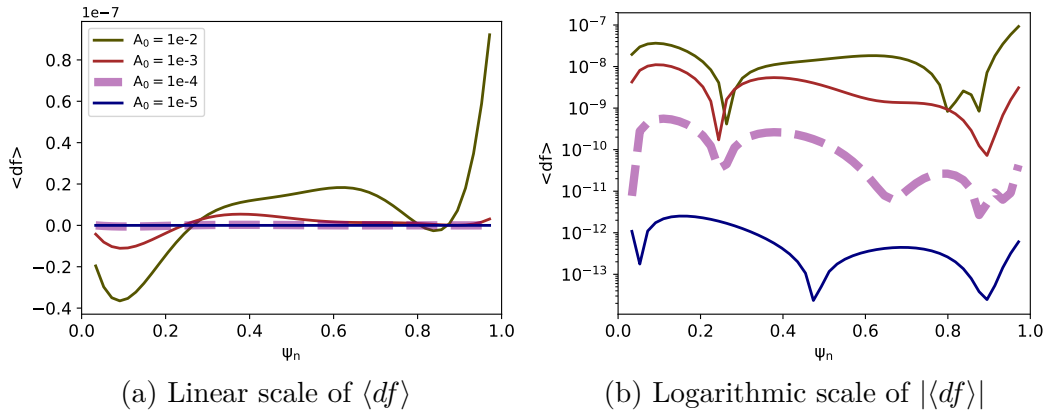 1e−7
0.8
0.6
0.4
0.2
0.0
−0.2
−0.4
<df>
A₀ = 1e-2
A₀ = 1e-3
A₀ = 1e-4
A₀ = 1e-5
0.0 0.2 0.4 0.6 0.8 1.0
ψₙ
(a) Linear scale of ⟨df⟩
10⁻⁷
10⁻⁸
10⁻⁹
10⁻¹⁰
10⁻¹¹
10⁻¹²
10⁻¹³
<df>
0.0 0.2 0.4 0.6 0.8 1.0
ψₙ
(b) Logarithmic scale of |⟨df⟩|